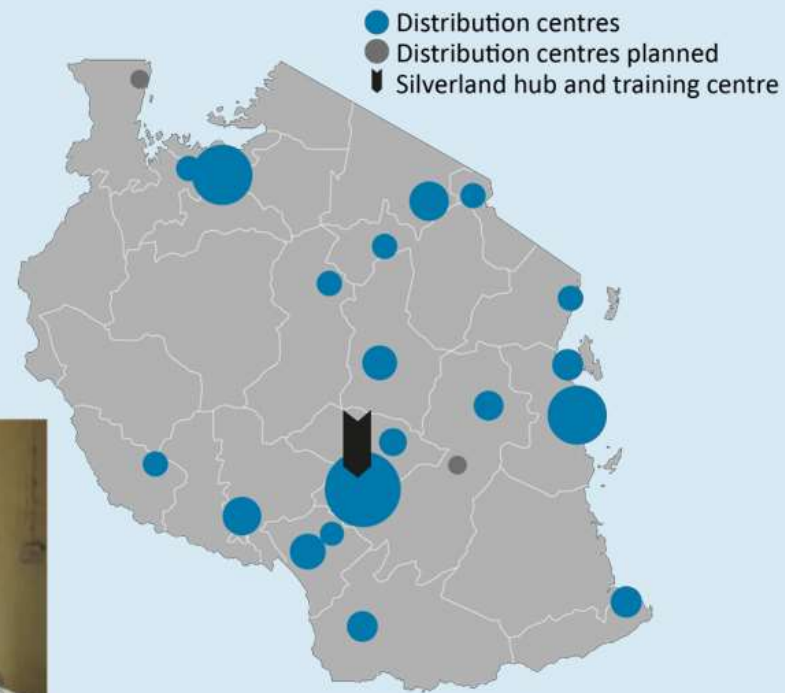 Distribution centres
Distribution centres planned
Silverland hub and training centre